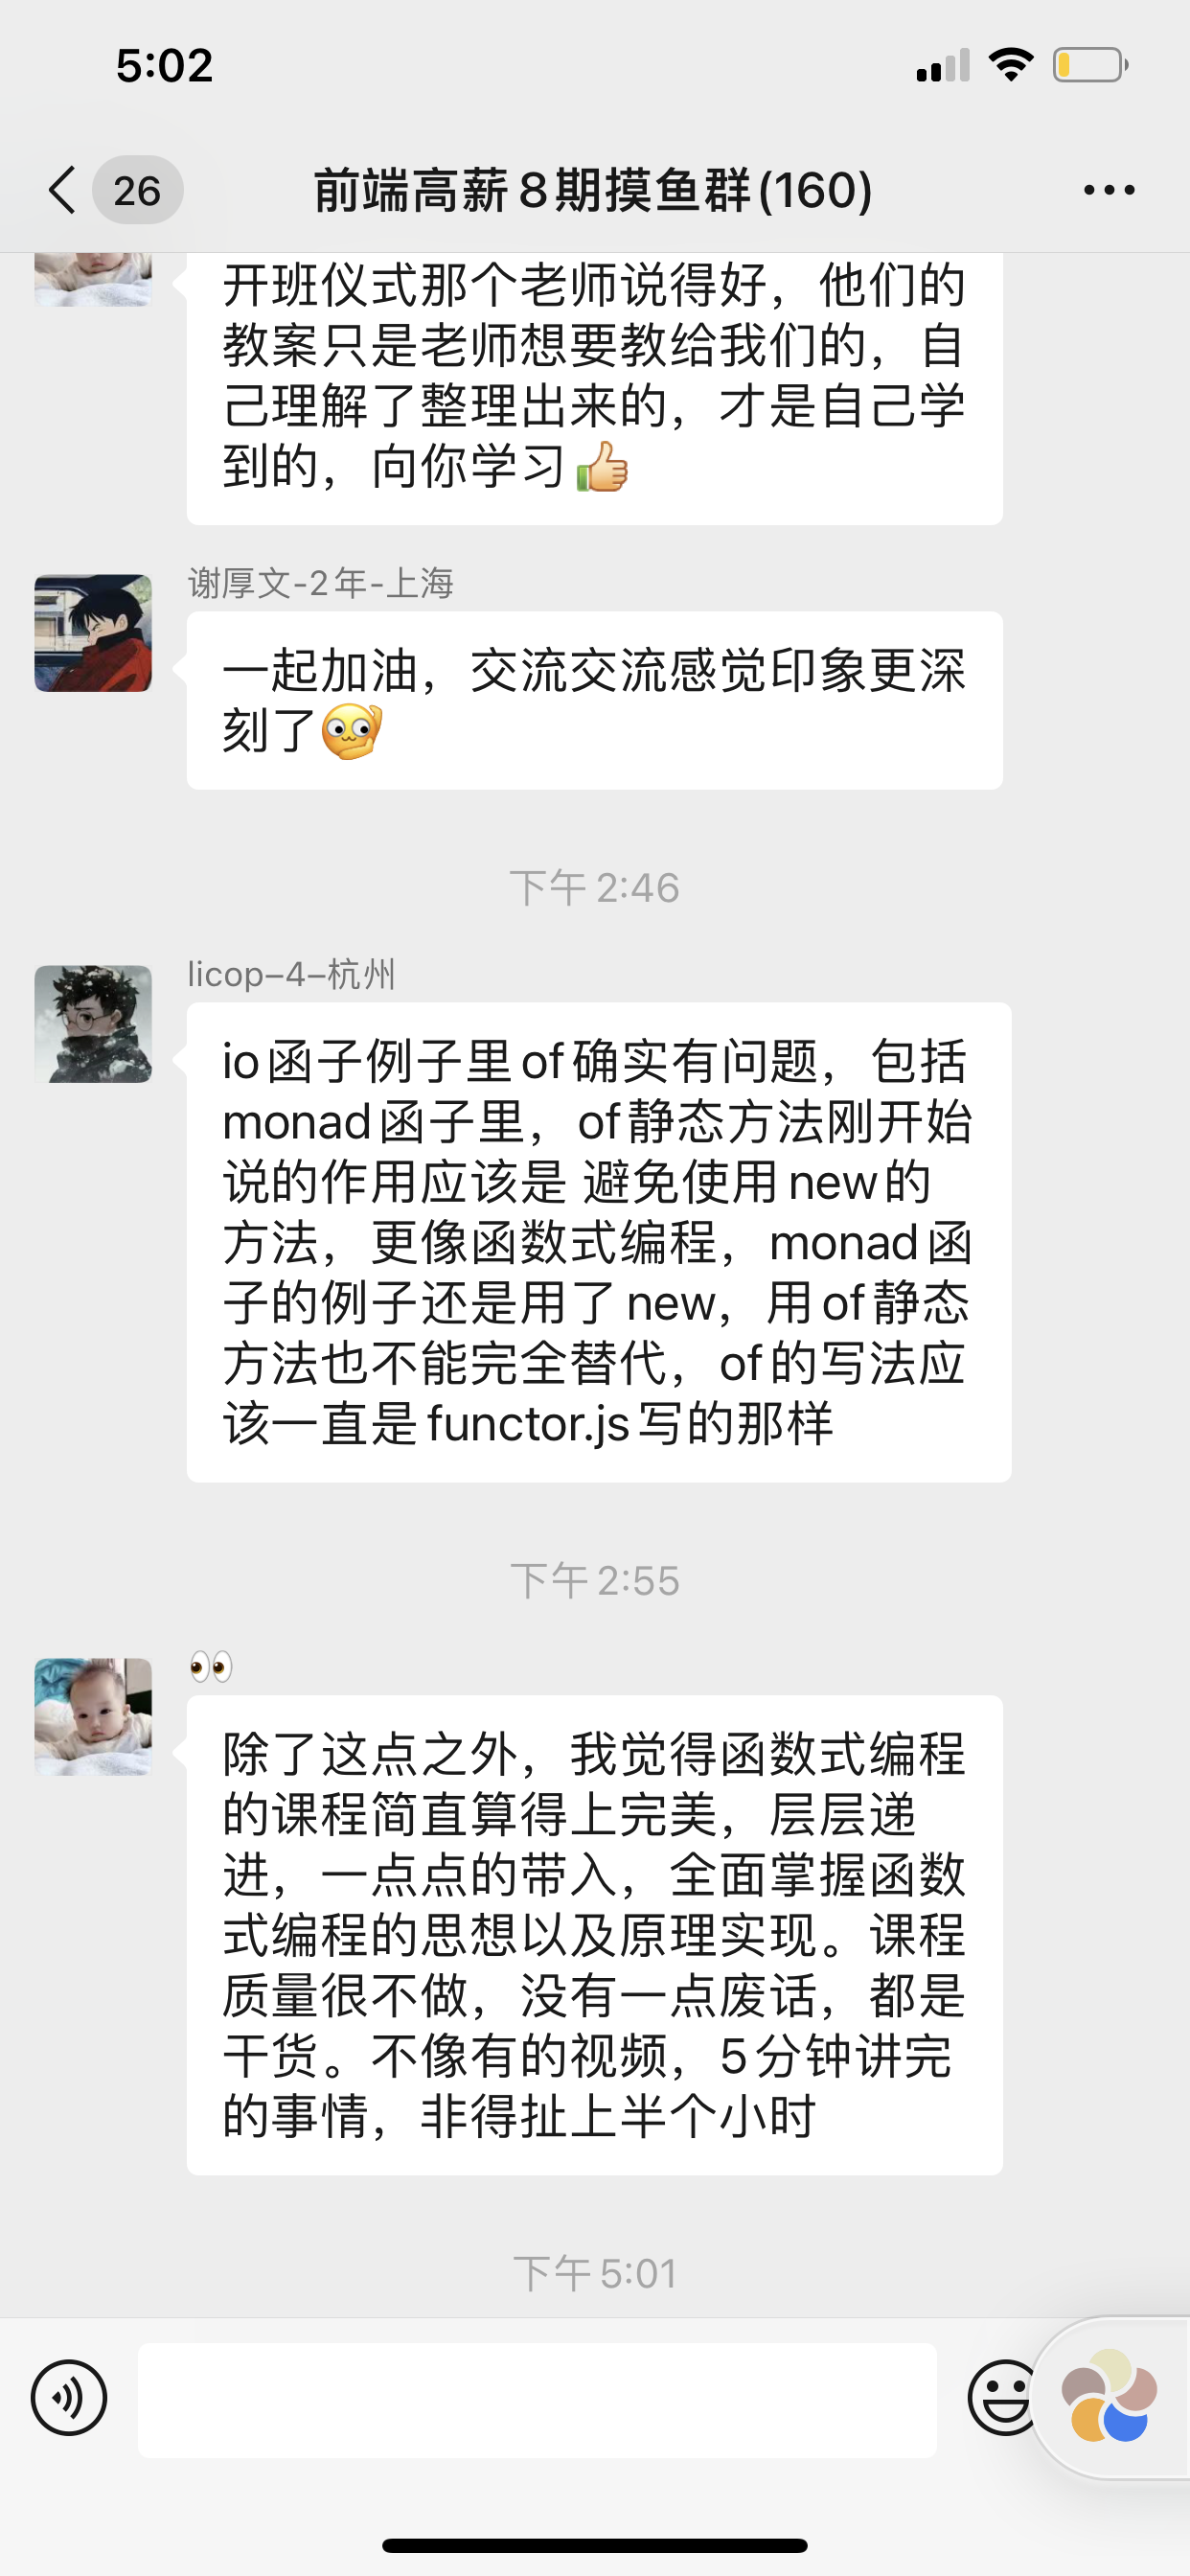 5:02
26
前端高薪8期摸鱼群(160)
开班仪式那个老师说得好，他们的
教案只是老师想要教给我们的，自
己理解了整理出来的，才是自己学
到的，向你学习👍
谢厚文-2年-上海
一起加油，交流交流感觉印象更深
刻了
下午 2:46
licop–4–杭州
io函子例子里of确实有问题，包括
monad函子里，of静态方法刚开始
说的作用应该是 避免使用new的
方法，更像函数式编程，monad函
子的例子还是用了new，用of静态
方法也不能完全替代，of的写法应
该一直是functor.js写的那样
下午 2:55
👀
除了这点之外，我觉得函数式编程
的课程简直算得上完美，层层递
进，一点点的带入，全面掌握函数
式编程的思想以及原理实现。课程
质量很不做，没有一点废话，都是
干货。不像有的视频，5分钟讲完
的事情，非得扯上半个小时
下午 5:01